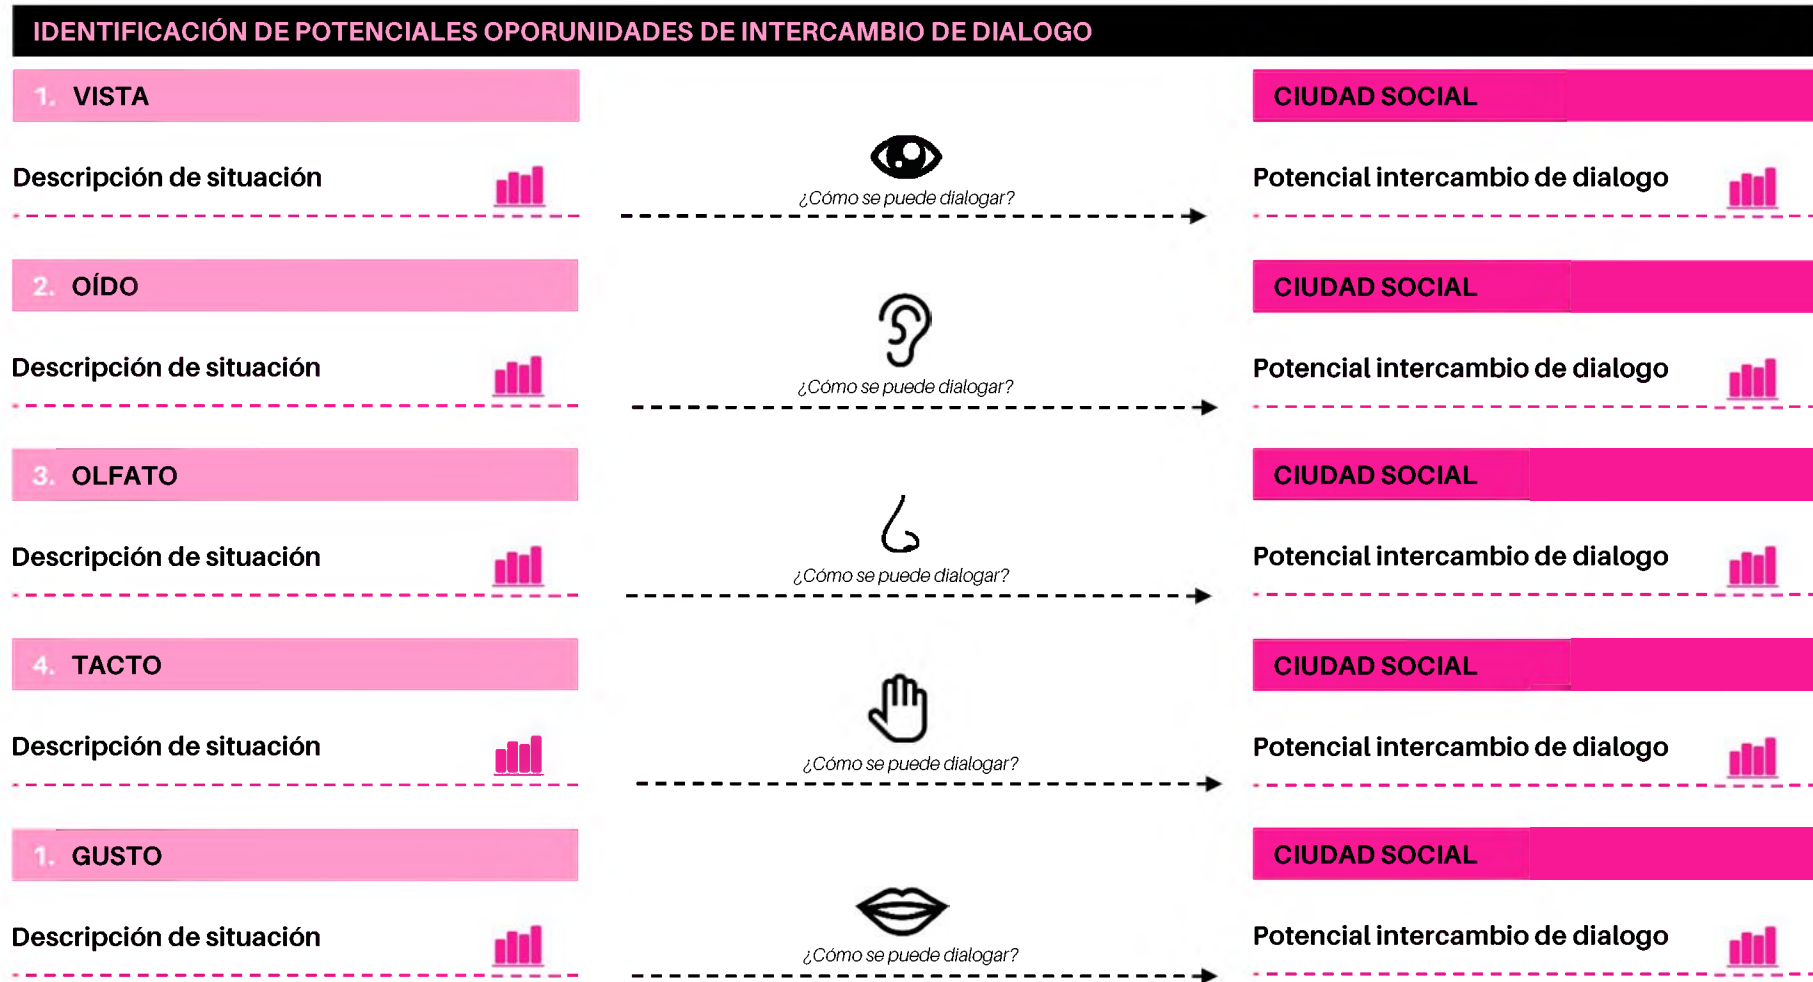 IDENTIFICACIÓN DE POTENCIALES OPORUNIDADES DE INTERCAMBIO DE DIALOGO
1. VISTA
CIUDAD SOCIAL
Descripción de situación
¿Cómo se puede dialogar?
Potencial intercambio de dialogo
2. OÍDO
CIUDAD SOCIAL
Descripción de situación
¿Cómo se puede dialogar?
Potencial intercambio de dialogo
3. OLFATO
CIUDAD SOCIAL
Descripción de situación
¿Cómo se puede dialogar?
Potencial intercambio de dialogo
4. TACTO
CIUDAD SOCIAL
Descripción de situación
¿Cómo se puede dialogar?
Potencial intercambio de dialogo
1. GUSTO
CIUDAD SOCIAL
Descripción de situación
¿Cómo se puede dialogar?
Potencial intercambio de dialogo